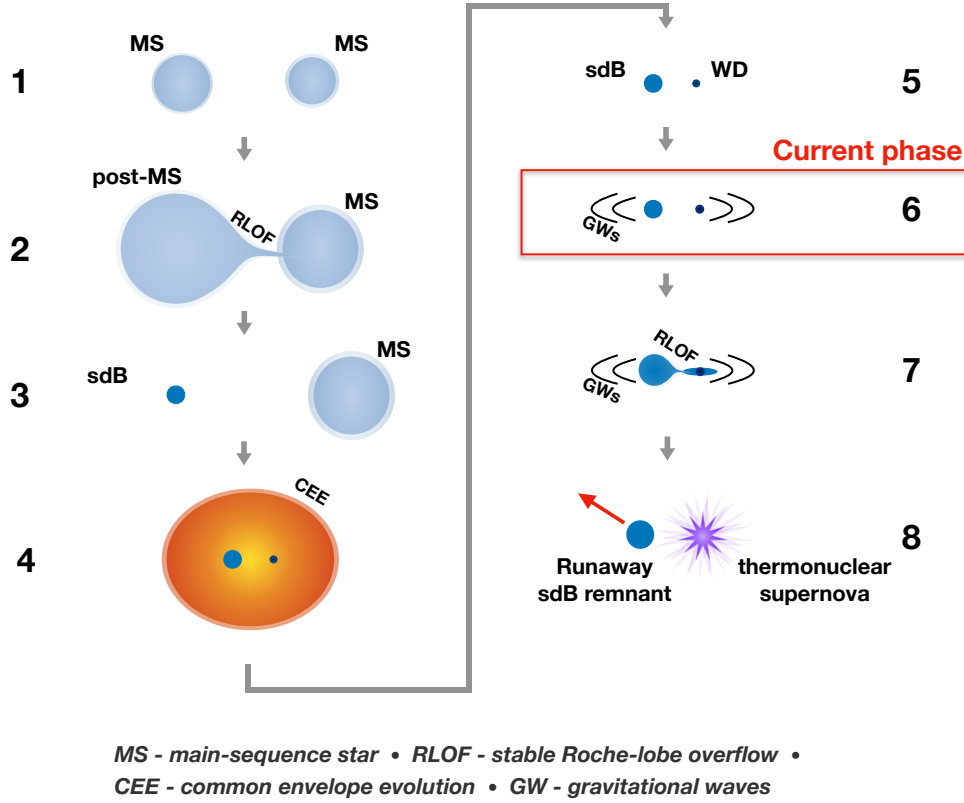 MS
MS
1
post-MS
RLOF
MS
2
sdB
MS
3
CEE
4
sdB
WD
5
Current phase
GWs
6
RLOF
GWs
7
8
Runaway
sdB remnant
thermonuclear
supernova
MS - main-sequence star • RLOF - stable Roche-lobe overflow •
CEE - common envelope evolution • GW - gravitational waves